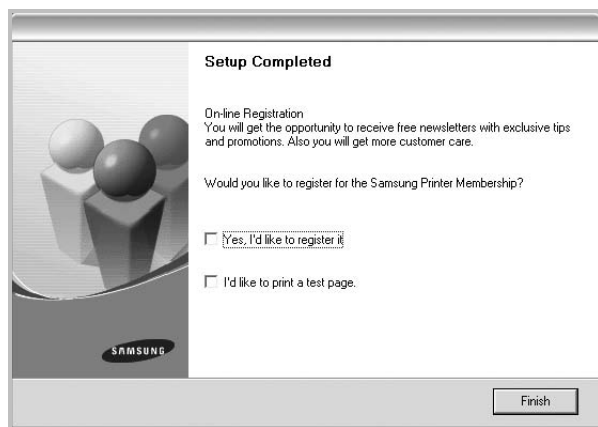 Setup Completed
On-line Registration
You will get the opportunity to receive free newsletters with exclusive tips
and promotions. Also you will get more customer care.
Would you like to register for the Samsung Printer Membership?
Yes, I'd like to register it
I'd like to print a test page.
SAMSUNG
Finish